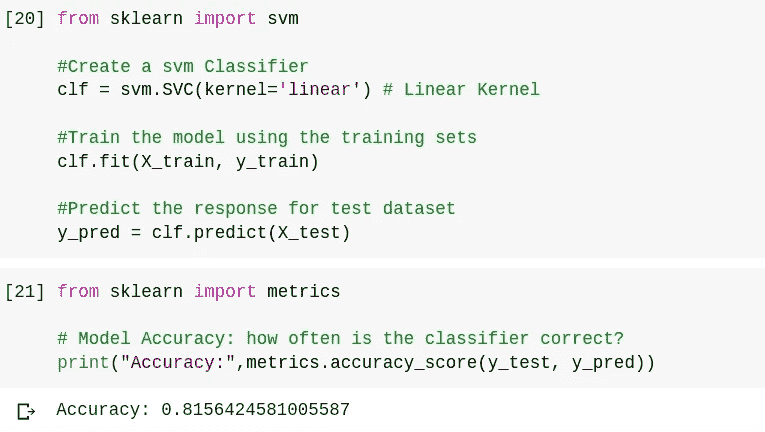 [20] from sklearn import svm
#Create a svm Classifier
clf = svm.SVC(kernel='linear') # Linear Kernel
#Train the model using the training sets
clf.fit(X_train, y_train)
#Predict the response for test dataset
y_pred = clf.predict(X_test)
[21] from sklearn import metrics
# Model Accuracy: how often is the classifier correct?
print("Accuracy:",metrics.accuracy_score(y_test, y_pred))
Accuracy: 0.8156424581005587